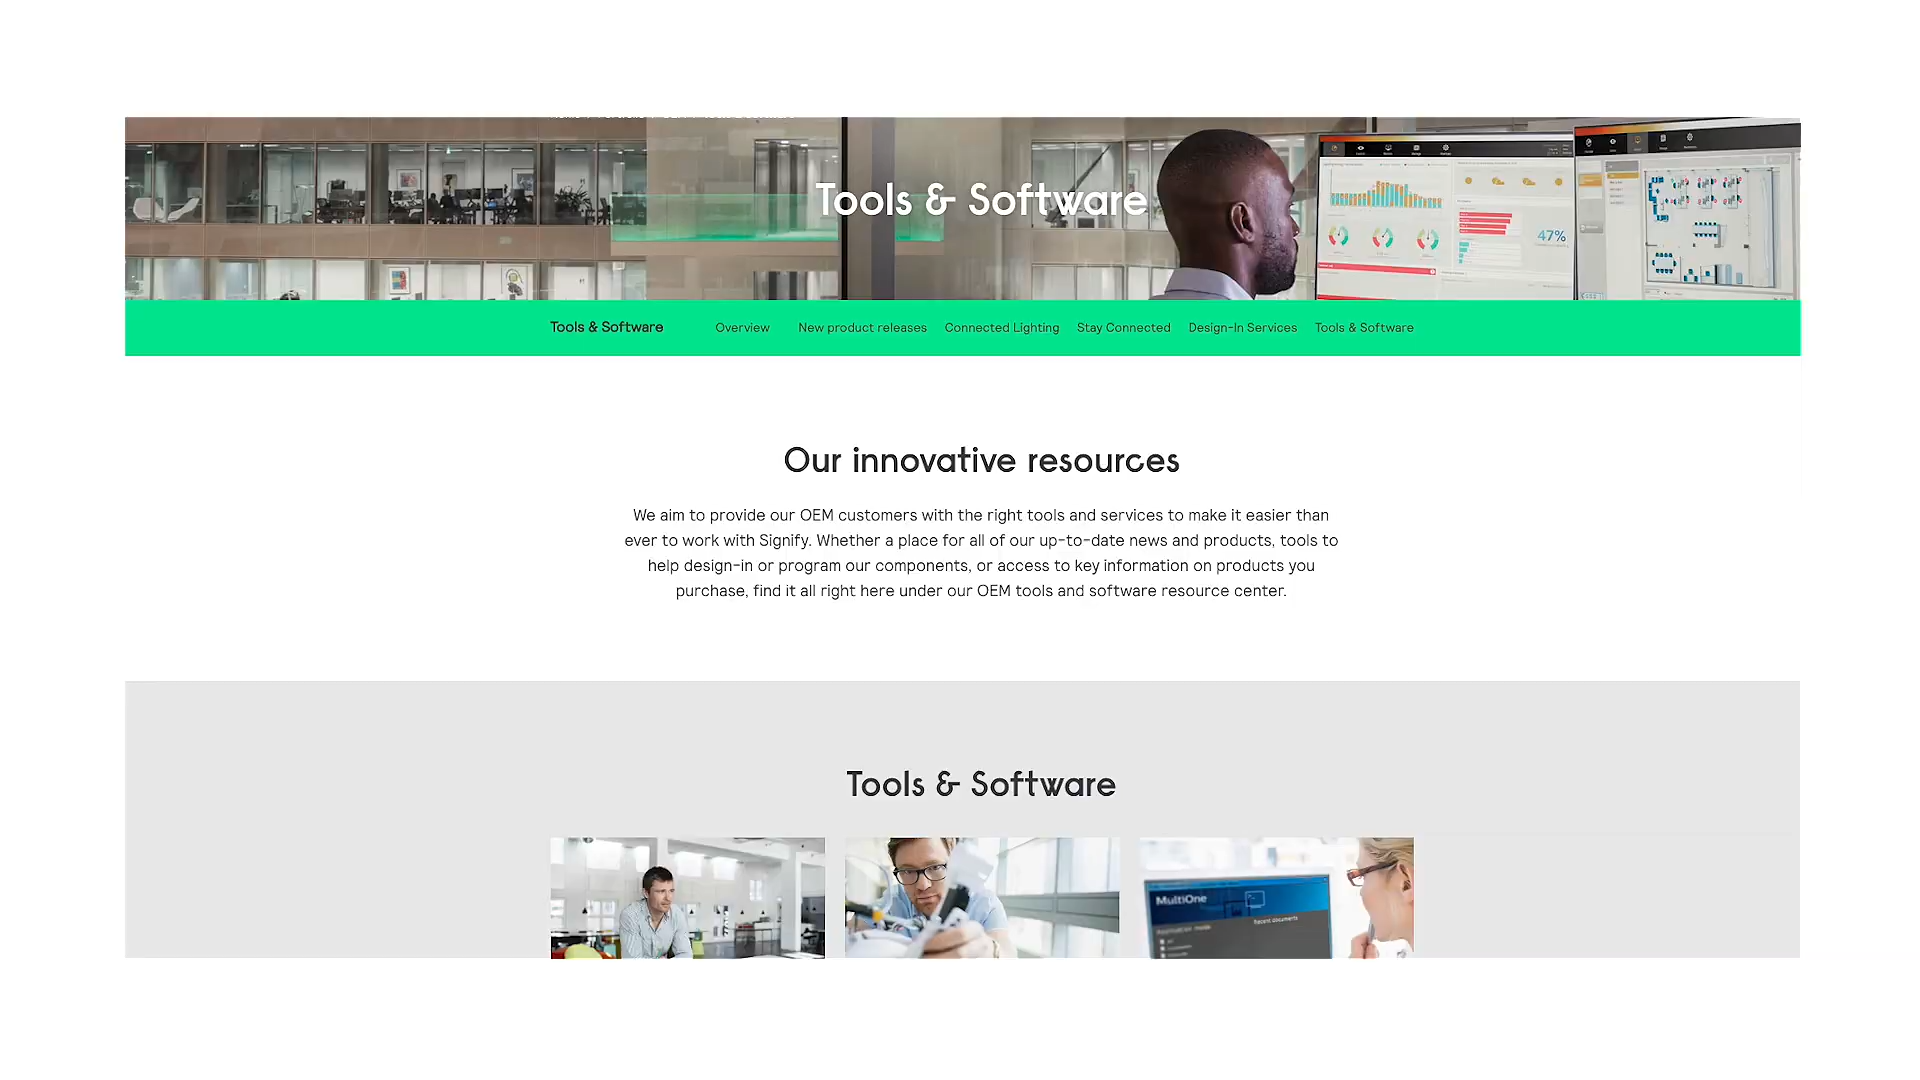 Tools & Software
47%
Tools & Software Overview New product releases Connected Lighting Stay Connected Design-In Services Tools & Software
Our innovative resources
We aim to provide our OEM customers with the right tools and services to make it easier than
ever to work with Signify. Whether a place for all of our up-to-date news and products, tools to
help design-in or program our components, or access to key information on products you
purchase, find it all right here under our OEM tools and software resource center.
Tools & Software
MultiOne
Recent documents